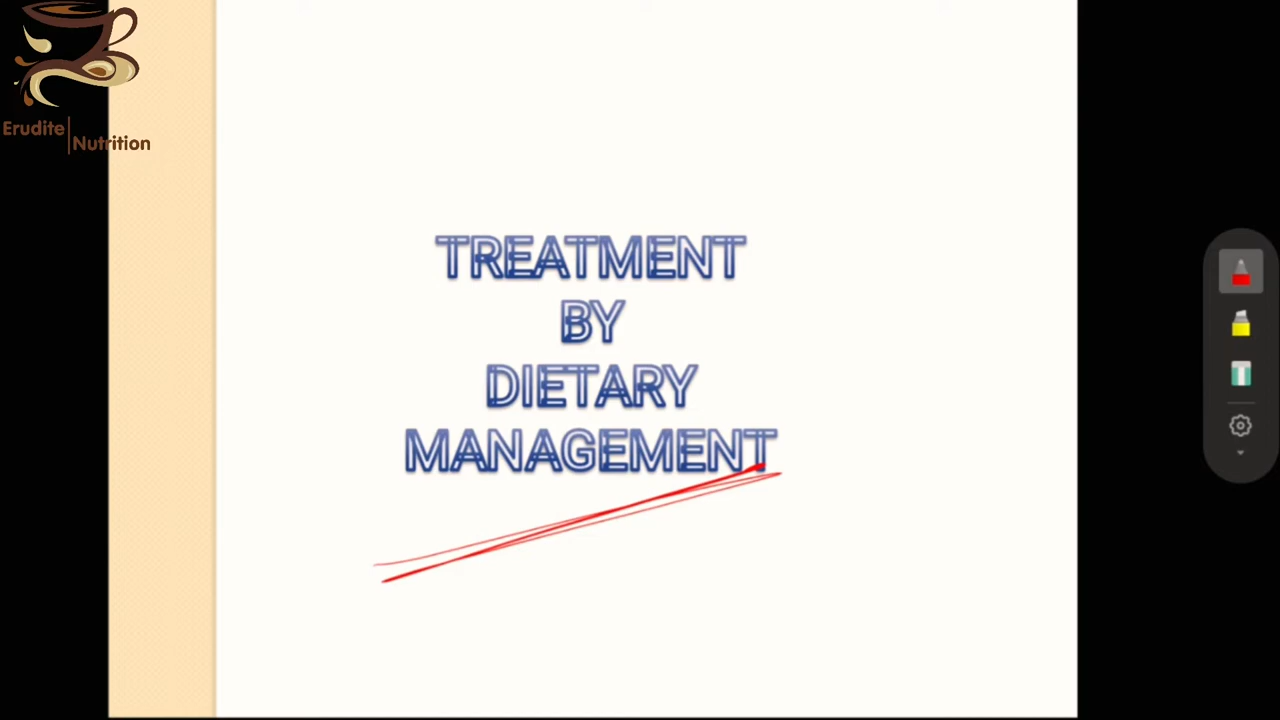 Erudite
Nutrition
TREATMENT
BY
DIETARY
MANAGEMENT